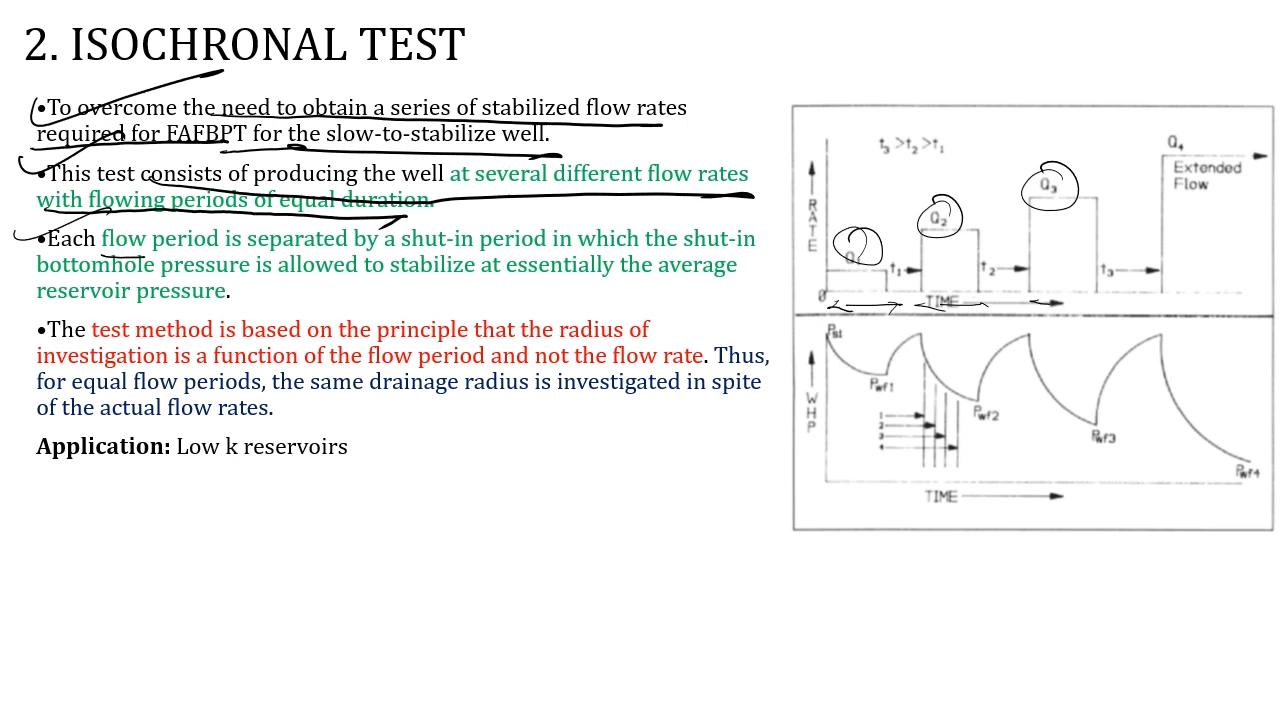 2. ISOCHRONAL TEST
•To overcome the need to obtain a series of stabilized flow rates
required for FAFBPT for the slow-to-stabilize well.
•This test consists of producing the well at several different flow rates
with flowing periods of equal duration.
•Each flow period is separated by a shut-in period in which the shut-in
bottomhole pressure is allowed to stabilize at essentially the average
reservoir pressure.
•The test method is based on the principle that the radius of
investigation is a function of the flow period and not the flow rate. Thus,
for equal flow periods, the same drainage radius is investigated in spite
of the actual flow rates.
Application: Low k reservoirs
t3 >t2 >t1
Q4
Extended
Flow
Q3
Q2
RATE
t1
t2
t3
0
TIME
Pst
WHP
Pwf1
Pwf2
Pwf3
Pwf4
1
2
3
4
TIME